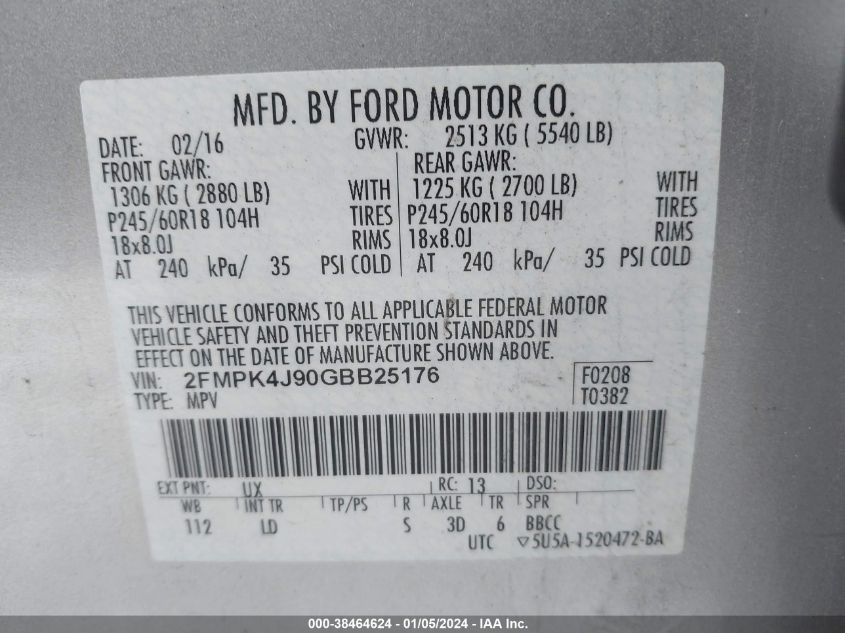 MFD. BY FORD MOTOR CO.
DATE: 02/16 GVWR: 2513 KG ( 5540 LB)
FRONT GAWR: REAR GAWR:
1306 KG ( 2880 LB) WITH 1225 KG ( 2700 LB) WITH
P245/60R18 104H TIRES P245/60R18 104H TIRES
18x8.0J RIMS 18x8.0J RIMS
AT 240 kPa/ 35 PSI COLD AT 240 kPa/ 35 PSI COLD
THIS VEHICLE CONFORMS TO ALL APPLICABLE FEDERAL MOTOR
VEHICLE SAFETY AND THEFT PREVENTION STANDARDS IN
EFFECT ON THE DATE OF MANUFACTURE SHOWN ABOVE.
VIN: 2FMPK4J90GBB25176 F0208
TYPE: MPV T0382
EXT PNT: UX RC: 13 DSO:
WB INT TR TP/PS R AXLE TR SPR
112 LD S 3D 6 BBCC
UTC ▽5U5A-1520472-BA
000-38464624 - 01/05/2024 - IAA Inc.